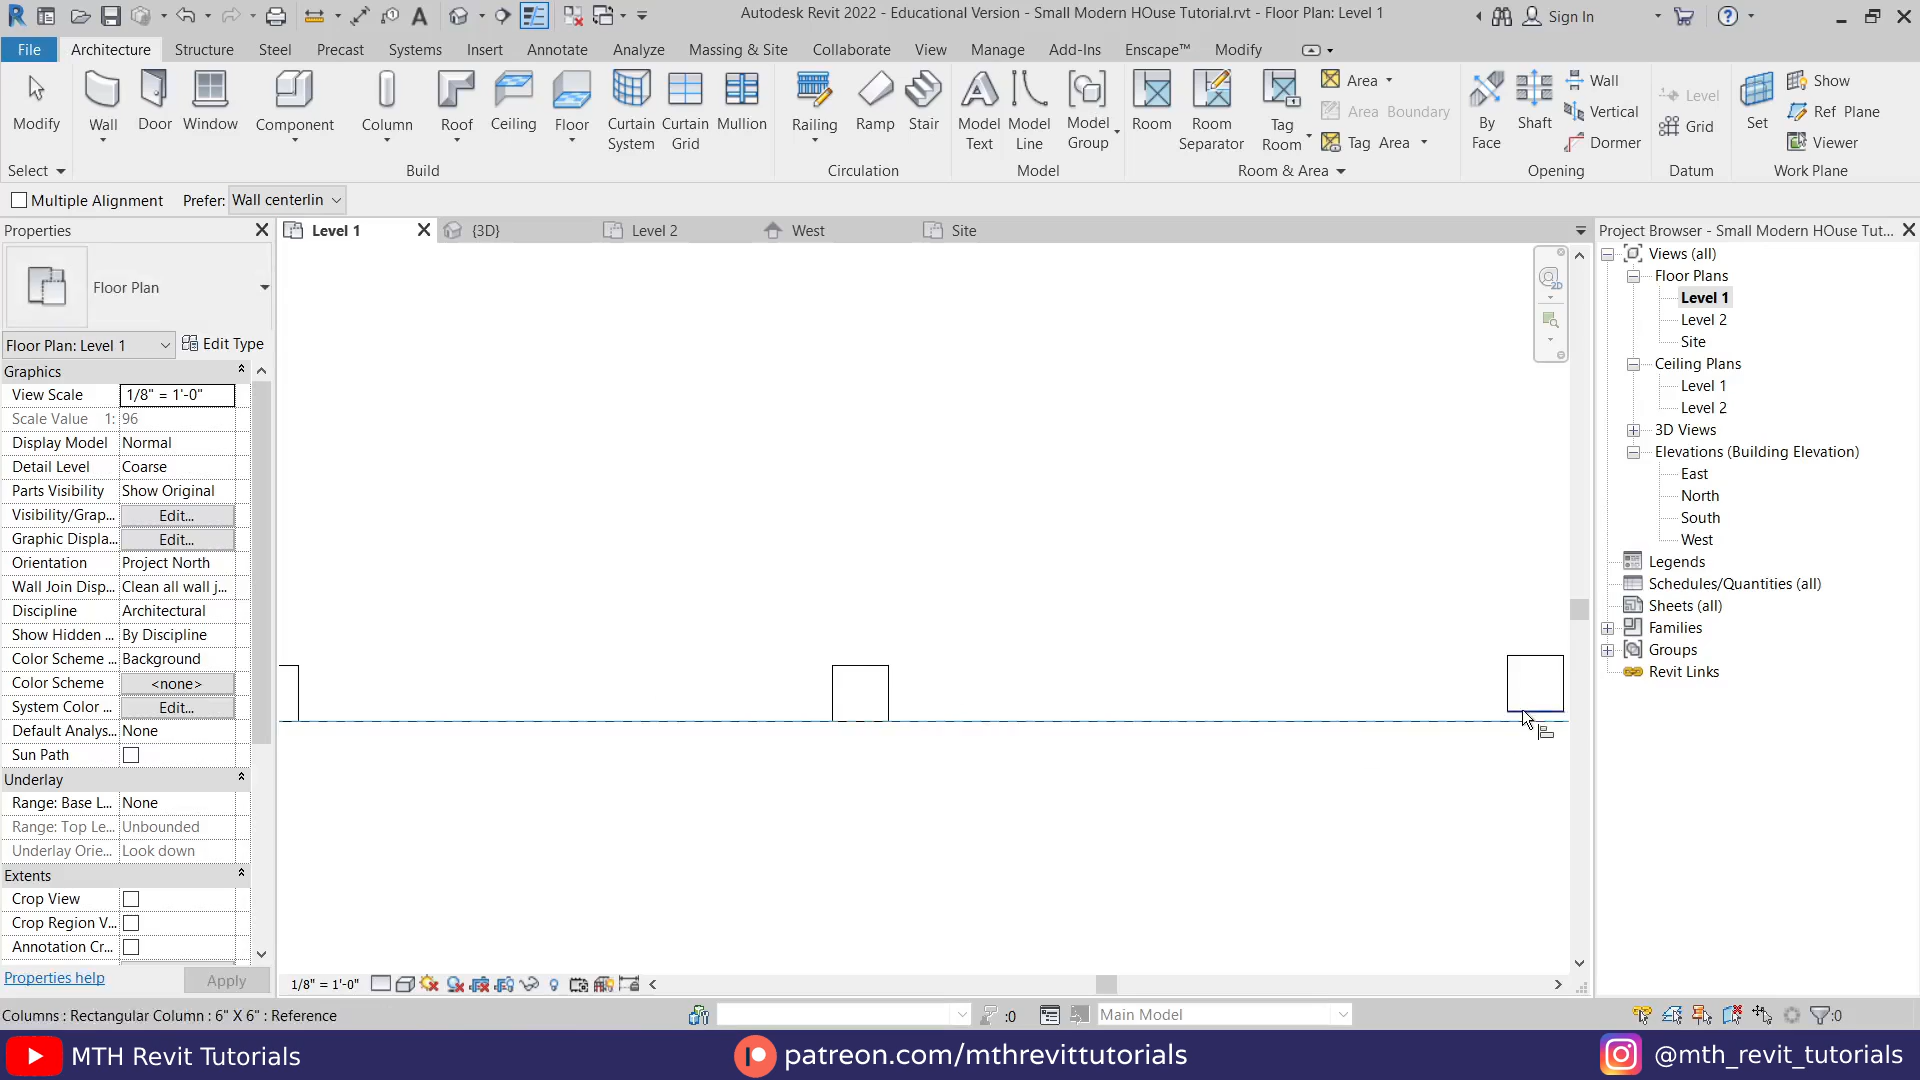 Autodesk Revit 2022 - Educational Version - Small Modern HOuse Tutorial.rvt - Floor Plan: Level 1
Sign In
File
Architecture
Structure
Steel
Precast
Systems
Insert
Annotate
Analyze
Massing & Site
Collaborate
View
Manage
Add-Ins
Enscape™
Modify
Modify
Wall
Door
Window
Component
Column
Roof
Ceiling
Floor
Curtain System
Curtain Grid
Mullion
Railing
Ramp
Stair
Model Text
Model Line
Model Group
Room
Room Separator
Tag Room
Area
Area Boundary
Tag Area
By Face
Shaft
Wall
Vertical
Dormer
Level
Grid
Set
Show
Ref Plane
Viewer
Select
Build
Circulation
Model
Room & Area
Opening
Datum
Work Plane
Multiple Alignment
Prefer:
Wall centerlin
Properties
Level 1
{3D}
Level 2
West
Site
Project Browser - Small Modern HOuse Tut...
Floor Plan
Floor Plan: Level 1
Edit Type
Graphics
View Scale 1/8" = 1'-0"
Scale Value 1: 96
Display Model Normal
Detail Level Coarse
Parts Visibility Show Original
Visibility/Grap... Edit...
Graphic Displa... Edit...
Orientation Project North
Wall Join Disp... Clean all wall j...
Discipline Architectural
Show Hidden ... By Discipline
Color Scheme ... Background
Color Scheme <none>
System Color ... Edit...
Default Analys... None
Sun Path
Underlay
Range: Base L... None
Range: Top Le... Unbounded
Underlay Orie... Look down
Extents
Crop View
Crop Region V...
Annotation Cr...
Properties help
Apply
2D
Views (all)
Floor Plans
Level 1
Level 2
Site
Ceiling Plans
Level 1
Level 2
3D Views
Elevations (Building Elevation)
East
North
South
West
Legends
Schedules/Quantities (all)
Sheets (all)
Families
Groups
Revit Links
1/8" = 1'-0"
Columns : Rectangular Column : 6" X 6" : Reference
:0
Main Model
:0
MTH Revit Tutorials
patreon.com/mthrevittutorials
@mth_revit_tutorials